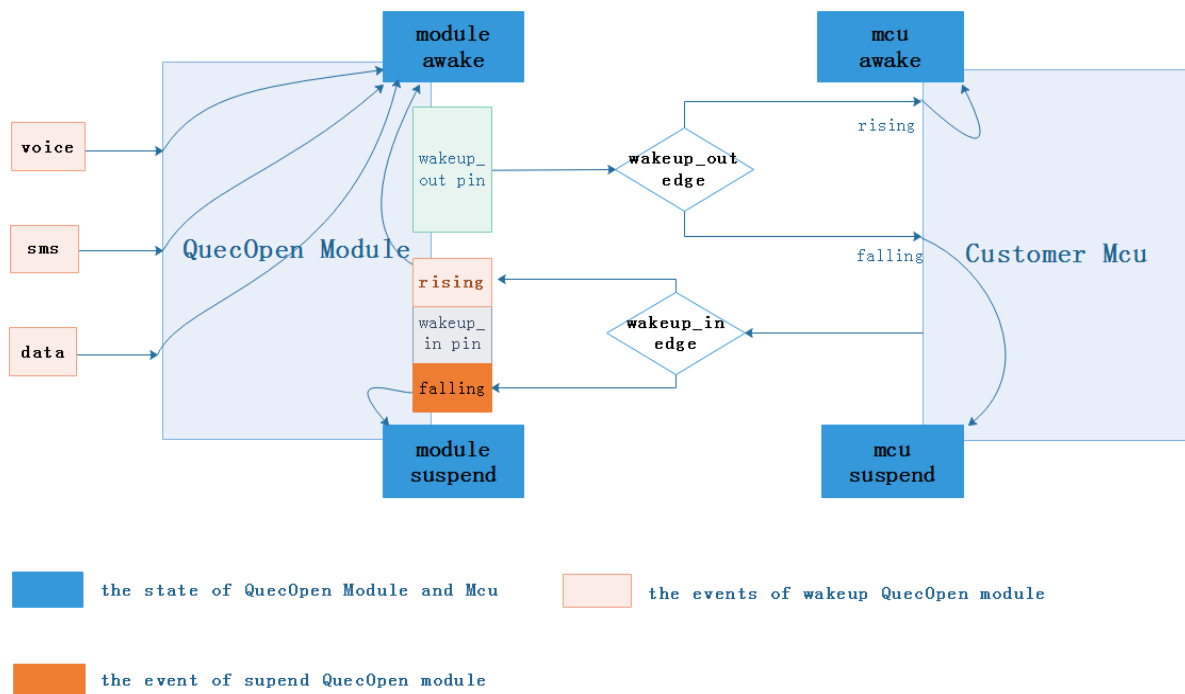 module
awake
mcu
awake
voice
wakeup_
out pin
wakeup_out
edge
rising
sms
QuecOpen Module
falling
Customer Mcu
rising
wakeup_
in pin
wakeup_in
edge
data
falling
module
suspend
mcu
suspend
the state of QuecOpen Module and Mcu
the events of wakeup QuecOpen module
the event of supend QuecOpen module